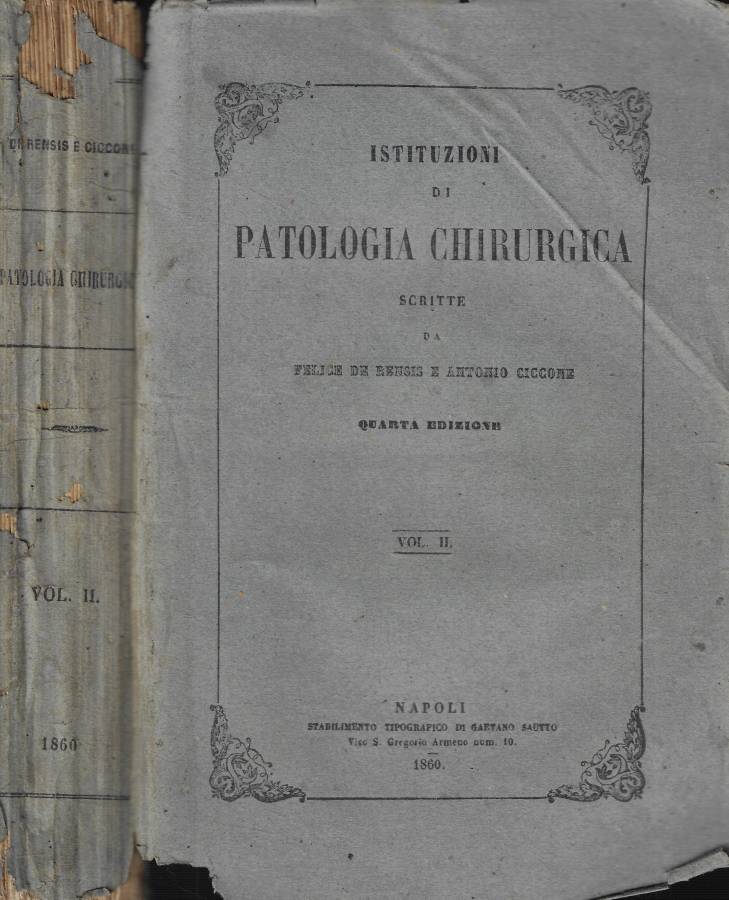 DE RENSIS E CICCONE
PATOLOGIA CHIRURGICA
VOL. II.
1860
ISTITUZIONI
DI
PATOLOGIA CHIRURGICA
SCRITTE
DA
FELICE DE RENSIS E ANTONIO CICCONE
QUARTA EDIZIONE
VOL. II.
NAPOLI
STABILIMENTO TIPOGRAFICO DI GAETANO SAUTTO
Vico S. Gregorio Armeno num. 10.
1860.